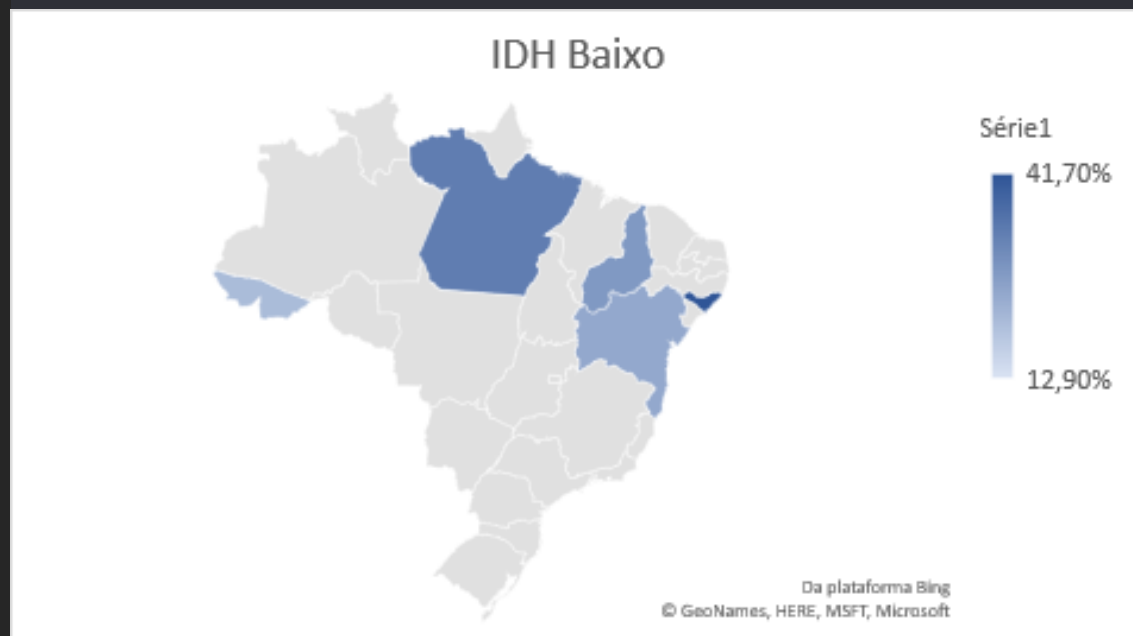 IDH Baixo
Série1
41,70%
12,90%
Da plataforma Bing
© GeoNames, HERE, MSFT, Microsoft